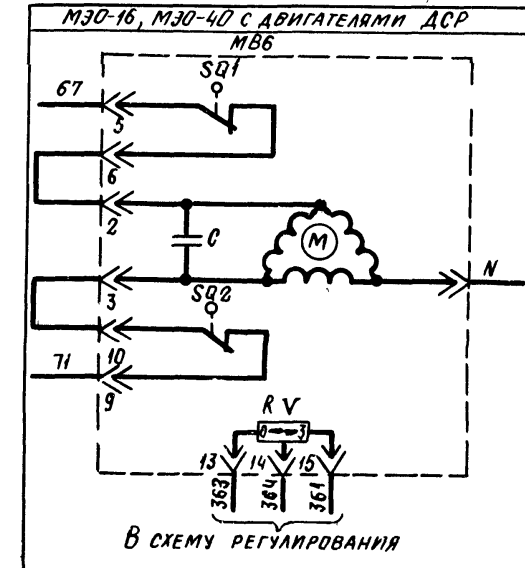 МЭО-16, МЭО-40 С ДВИГАТЕЛЯМИ ДСР
МВ6
SQ1
67
5
6
2
C
М
N
3
SQ2
10
71
9
R V
0 3
13 14 15
363 364 361
В СХЕМУ РЕГУЛИРОВАНИЯ